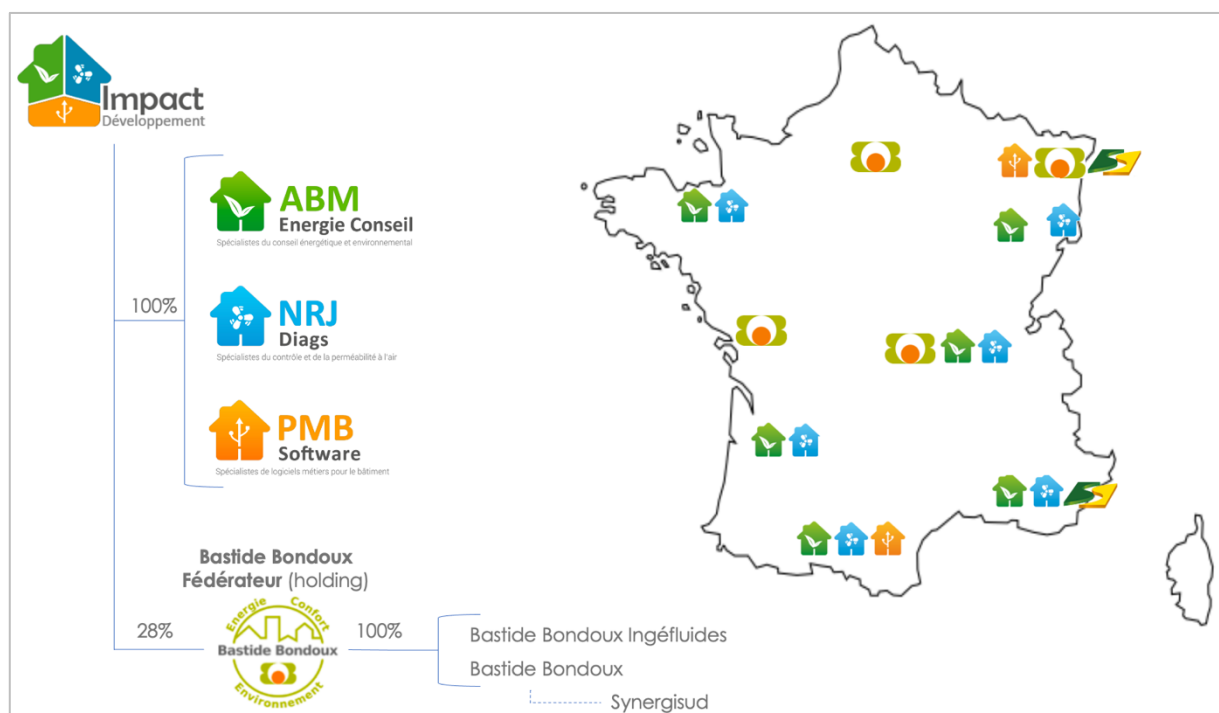 Impact
Développement
100%
ABM
Energie Conseil
Spécialistes du conseil énergétique et environnemental
NRJ
Diags
Spécialistes du contrôle et de la perméabilité à l'air
PMB
Software
Spécialistes de logiciels métiers pour le bâtiment
Bastide Bondoux
Fédérateur (holding)
28%
Energie Confort
Bastide Bondoux
Environnement
100%
Bastide Bondoux Ingéfluides
Bastide Bondoux
Synergisud